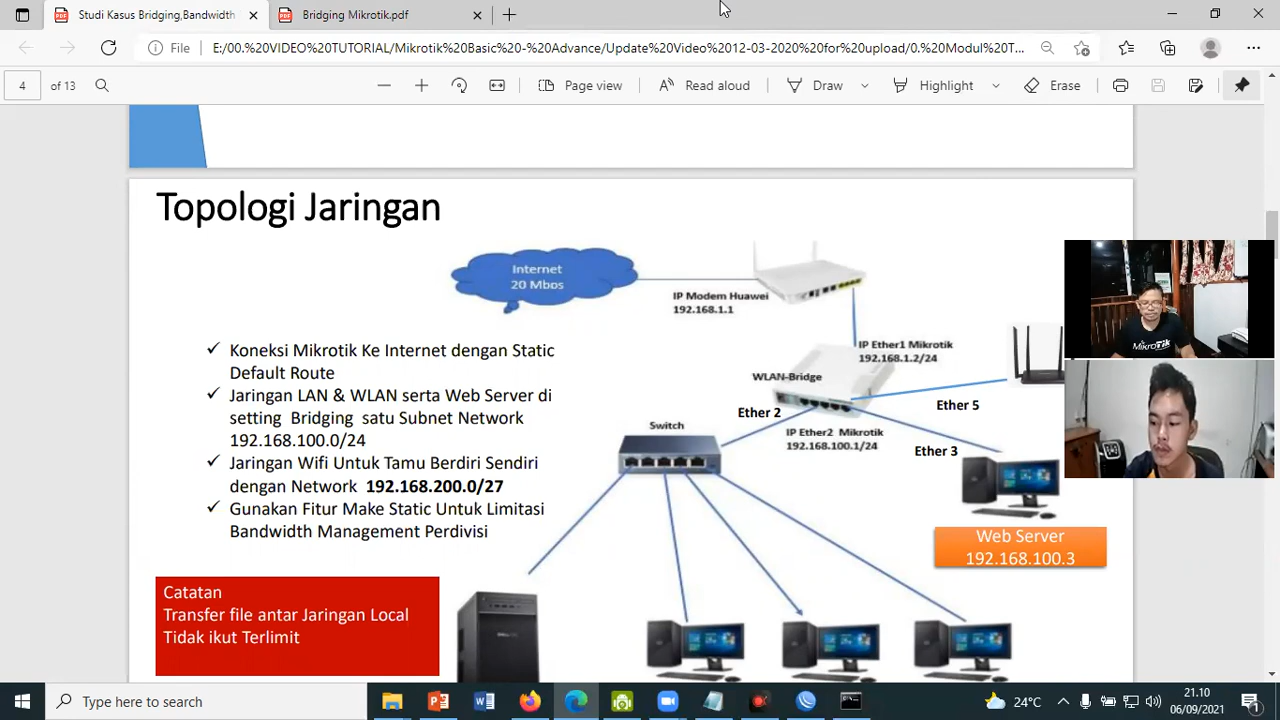 Studi Kasus Bridging,Bandwidth
Bridging Mikrotik.pdf
File
E:/00.%20VIDEO%20TUTORIAL/Mikrotik%20Basic%20-%20Advance/Update%20Video%2012-03-2020%20for%20upload/0.%20Modul%20T...
4
of 13
Page view
Read aloud
Draw
Highlight
Erase
Topologi Jaringan
Internet
20 Mbos
IP Modem Huawei
192.168.1.1
IP Ether1 Mikrotik
192.168.1.2/24
WLAN-Bridge
Ether 2
Ether 5
IP Ether2 Mikrotik
192.168.100.1/24
Ether 3
Switch
Koneksi Mikrotik Ke Internet dengan Static
Default Route
Jaringan LAN & WLAN serta Web Server di
setting Bridging satu Subnet Network
192.168.100.0/24
Jaringan Wifi Untuk Tamu Berdiri Sendiri
dengan Network 192.168.200.0/27
Gunakan Fitur Make Static Untuk Limitasi
Bandwidth Management Perdivisi
Web Server
192.168.100.3
Catatan
Transfer file antar Jaringan Local
Tidak ikut Terlimit
MikroTik
Type here to search
24°C
21.10
06/09/2021